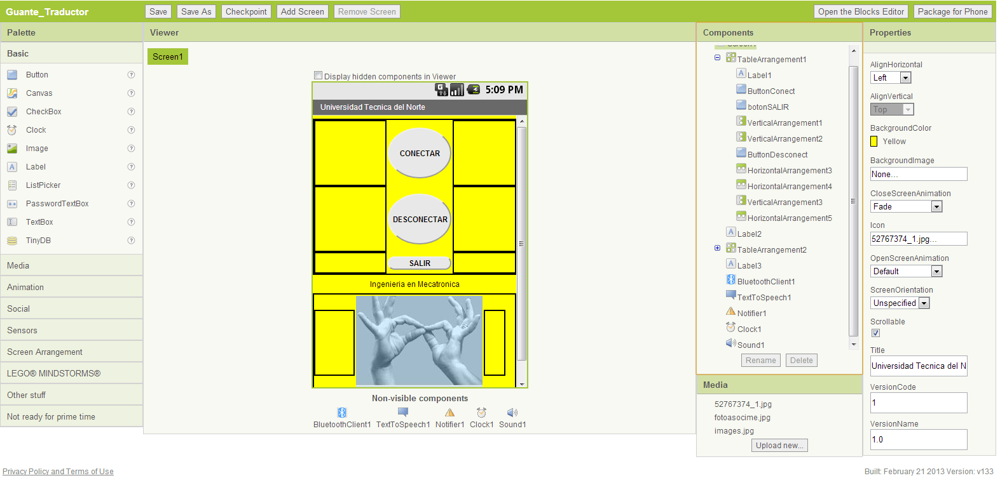 Guante_Traductor Save Save As Checkpoint Add Screen Remove Screen Open the Blocks Editor Package for Phone
Palette
Basic
Button ?
Canvas ?
CheckBox ?
Clock ?
Image ?
Label ?
ListPicker ?
PasswordTextBox ?
TextBox ?
TinyDB ?
Media
Animation
Social
Sensors
Screen Arrangement
LEGO® MINDSTORMS®
Other stuff
Not ready for prime time
Viewer
Screen1
Display hidden components in Viewer
5:09 PM
Universidad Tecnica del Norte
CONECTAR
DESCONECTAR
SALIR
Ingenieria en Mecatronica
Non-visible components
BluetoothClient1 TextToSpeech1 Notifier1 Clock1 Sound1
Components
Screen1
TableArrangement1
Label1
ButtonConect
botonSALIR
VerticalArrangement1
VerticalArrangement2
ButtonDesconect
HorizontalArrangement3
HorizontalArrangement4
VerticalArrangement3
HorizontalArrangement5
Label2
TableArrangement2
Label3
BluetoothClient1
TextToSpeech1
Notifier1
Clock1
Sound1
Rename Delete
Media
52767374_1.jpg
fotoasocime.jpg
images.jpg
Upload new...
Properties
AlignHorizontal
Left
AlignVertical
Top
BackgroundColor
Yellow
BackgroundImage
None...
CloseScreenAnimation
Fade
Icon
52767374_1.jpg...
OpenScreenAnimation
Default
ScreenOrientation
Unspecified
Scrollable
Title
Universidad Tecnica del N
VersionCode
1
VersionName
1.0
Privacy Policy and Terms of Use Built: February 21 2013 Version: v133